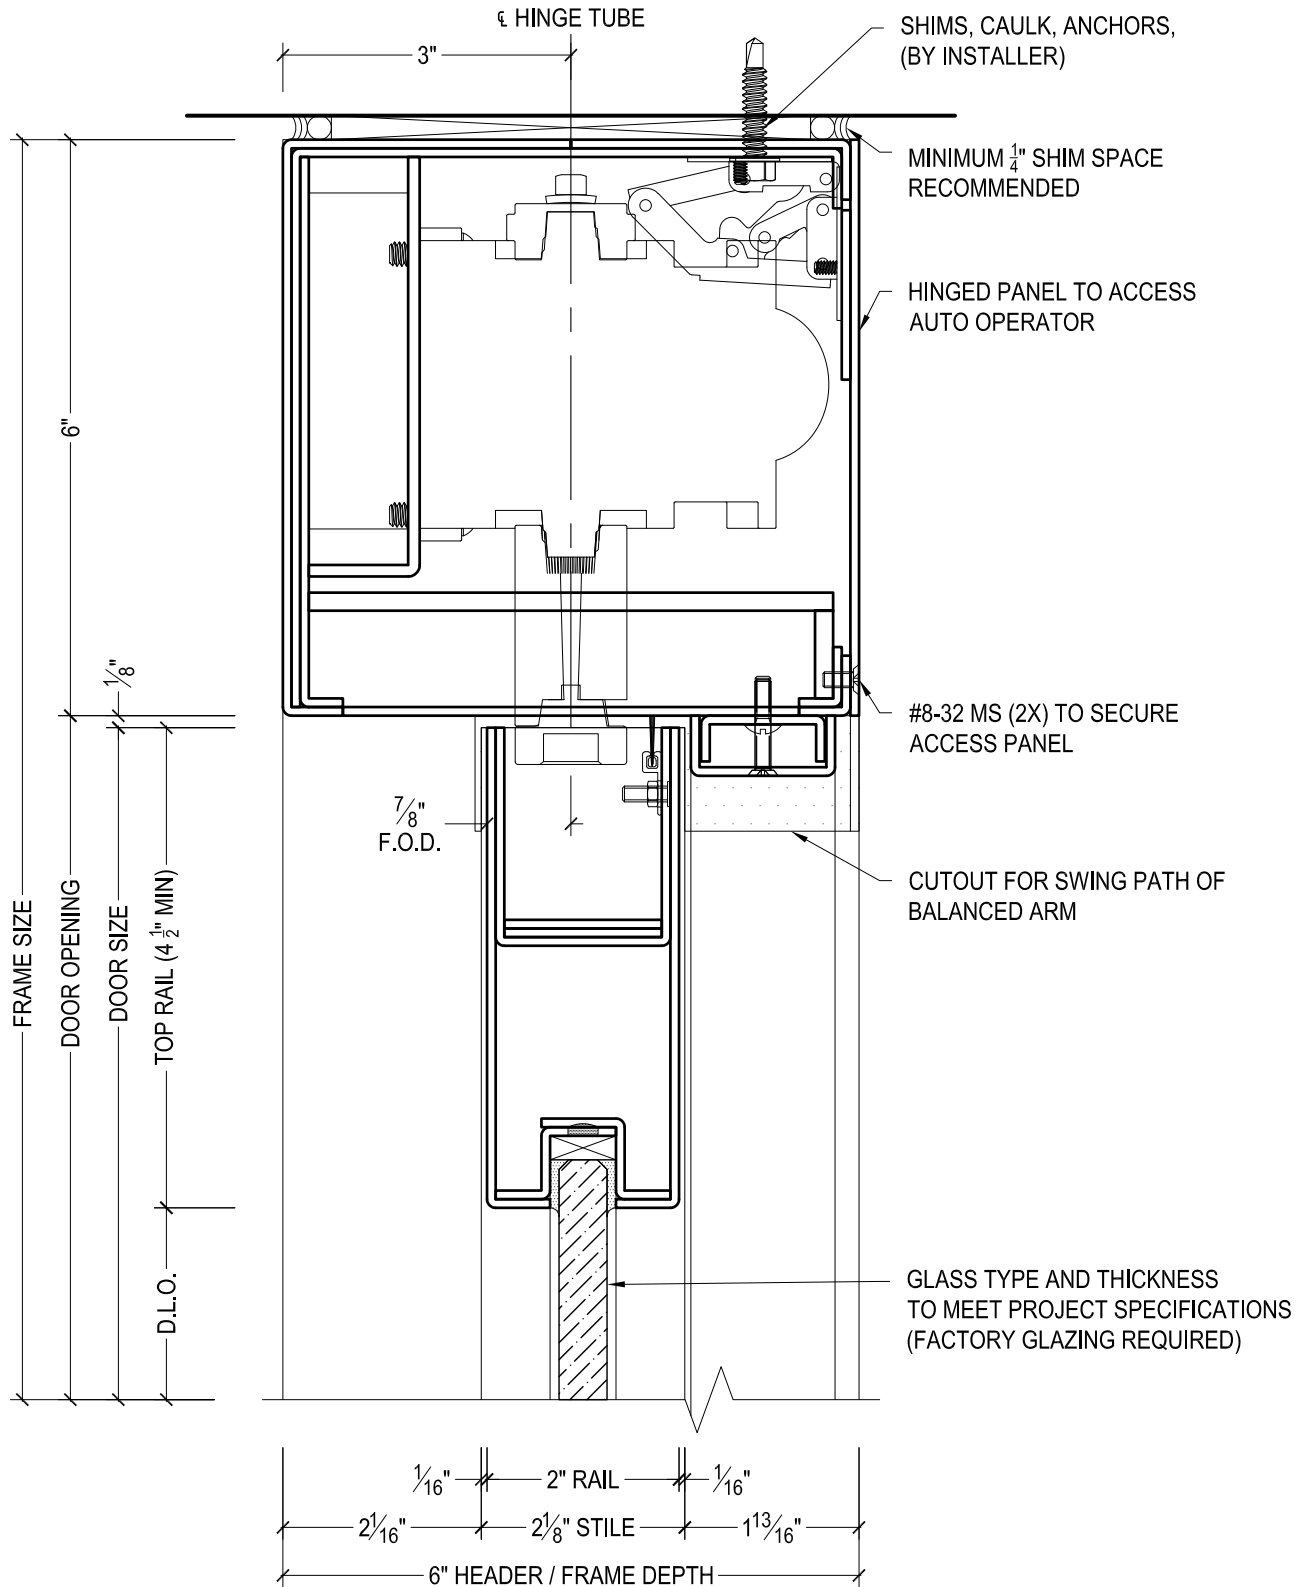 ℄ HINGE TUBE
3"
SHIMS, CAULK, ANCHORS,
(BY INSTALLER)
MINIMUM 1/4" SHIM SPACE
RECOMMENDED
HINGED PANEL TO ACCESS
AUTO OPERATOR
6"
1/8"
#8-32 MS (2X) TO SECURE
ACCESS PANEL
7/8"
F.O.D.
CUTOUT FOR SWING PATH OF
BALANCED ARM
FRAME SIZE
DOOR OPENING
DOOR SIZE
TOP RAIL (4 1/2" MIN)
D.L.O.
GLASS TYPE AND THICKNESS
TO MEET PROJECT SPECIFICATIONS
(FACTORY GLAZING REQUIRED)
1/16" 2" RAIL 1/16"
2 1/16" 2 1/8" STILE 1 13/16"
6" HEADER / FRAME DEPTH